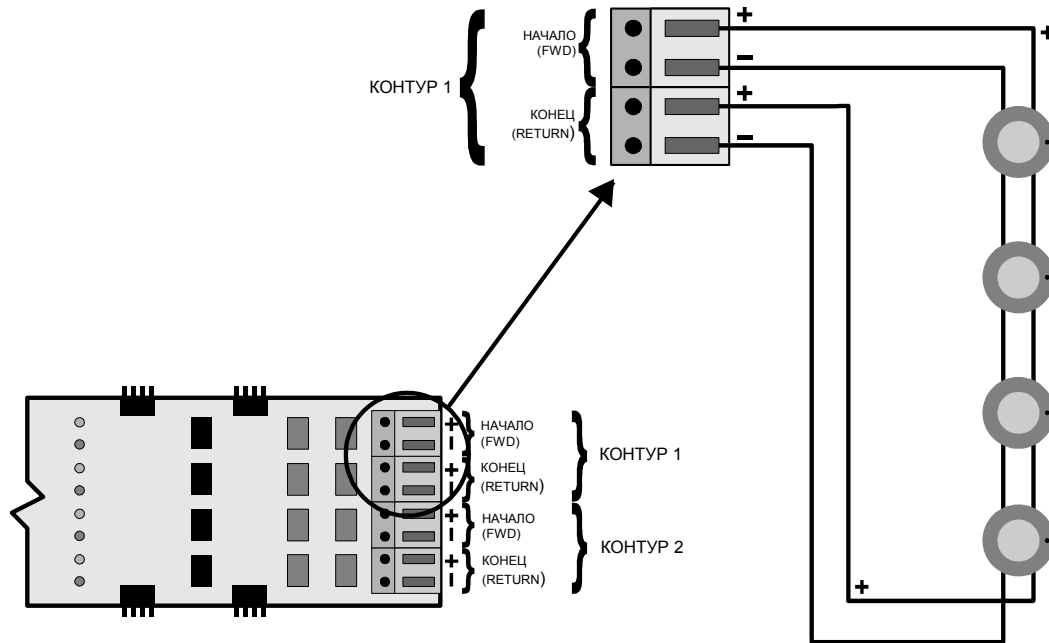 +
НАЧАЛО
(FWD)
+
−
КОНТУР 1
+
КОНЕЦ
(RETURN)
−
+
НАЧАЛО
(FWD)
−
КОНТУР 1
+
КОНЕЦ
(RETURN)
−
+
НАЧАЛО
(FWD)
−
КОНТУР 2
+
КОНЕЦ
(RETURN)
−
+